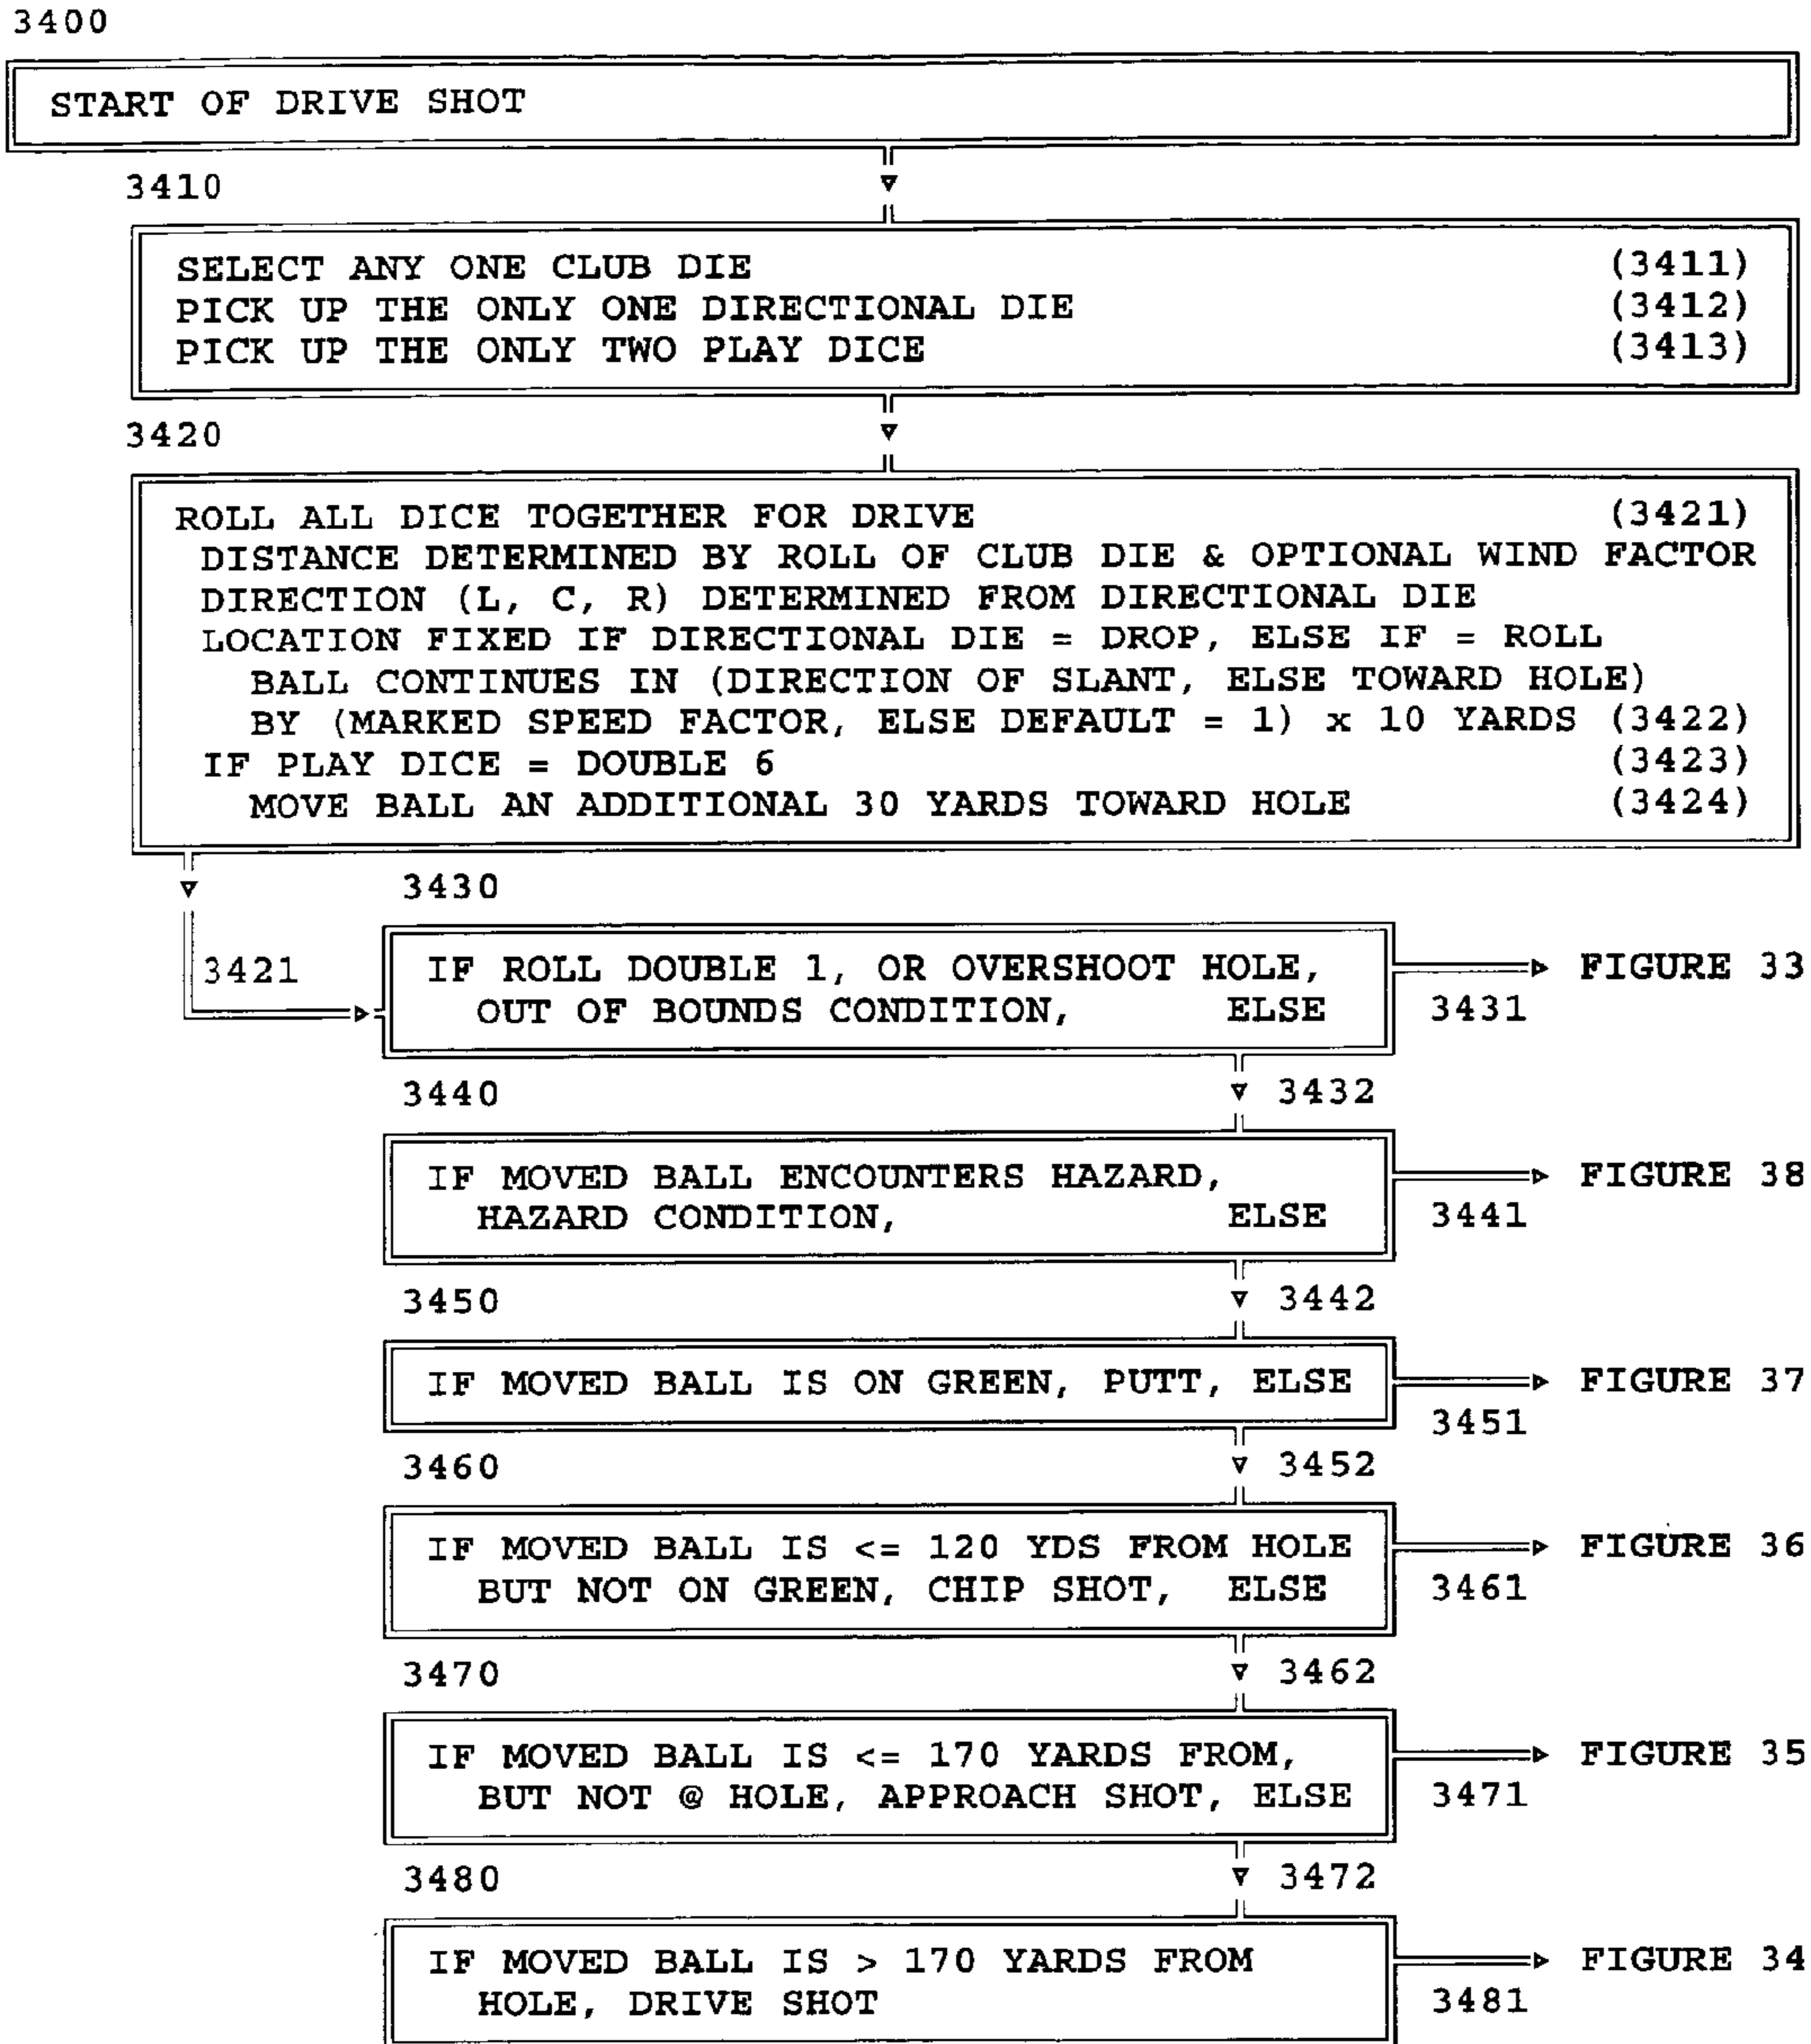 3400
START OF DRIVE SHOT
3410
SELECT ANY ONE CLUB DIE (3411)
PICK UP THE ONLY ONE DIRECTIONAL DIE (3412)
PICK UP THE ONLY TWO PLAY DICE (3413)
3420
ROLL ALL DICE TOGETHER FOR DRIVE (3421)
DISTANCE DETERMINED BY ROLL OF CLUB DIE & OPTIONAL WIND FACTOR
DIRECTION (L, C, R) DETERMINED FROM DIRECTIONAL DIE
LOCATION FIXED IF DIRECTIONAL DIE = DROP, ELSE IF = ROLL
BALL CONTINUES IN (DIRECTION OF SLANT, ELSE TOWARD HOLE)
BY (MARKED SPEED FACTOR, ELSE DEFAULT = 1) x 10 YARDS (3422)
IF PLAY DICE = DOUBLE 6 (3423)
MOVE BALL AN ADDITIONAL 30 YARDS TOWARD HOLE (3424)
3430
3421
IF ROLL DOUBLE 1, OR OVERSHOOT HOLE,
OUT OF BOUNDS CONDITION, ELSE
FIGURE 33
3431
3440
3432
IF MOVED BALL ENCOUNTERS HAZARD,
HAZARD CONDITION, ELSE
FIGURE 38
3441
3450
3442
IF MOVED BALL IS ON GREEN, PUTT, ELSE
FIGURE 37
3451
3460
3452
IF MOVED BALL IS <= 120 YDS FROM HOLE
BUT NOT ON GREEN, CHIP SHOT, ELSE
FIGURE 36
3461
3470
3462
IF MOVED BALL IS <= 170 YARDS FROM,
BUT NOT @ HOLE, APPROACH SHOT, ELSE
FIGURE 35
3471
3480
3472
IF MOVED BALL IS > 170 YARDS FROM
HOLE, DRIVE SHOT
FIGURE 34
3481